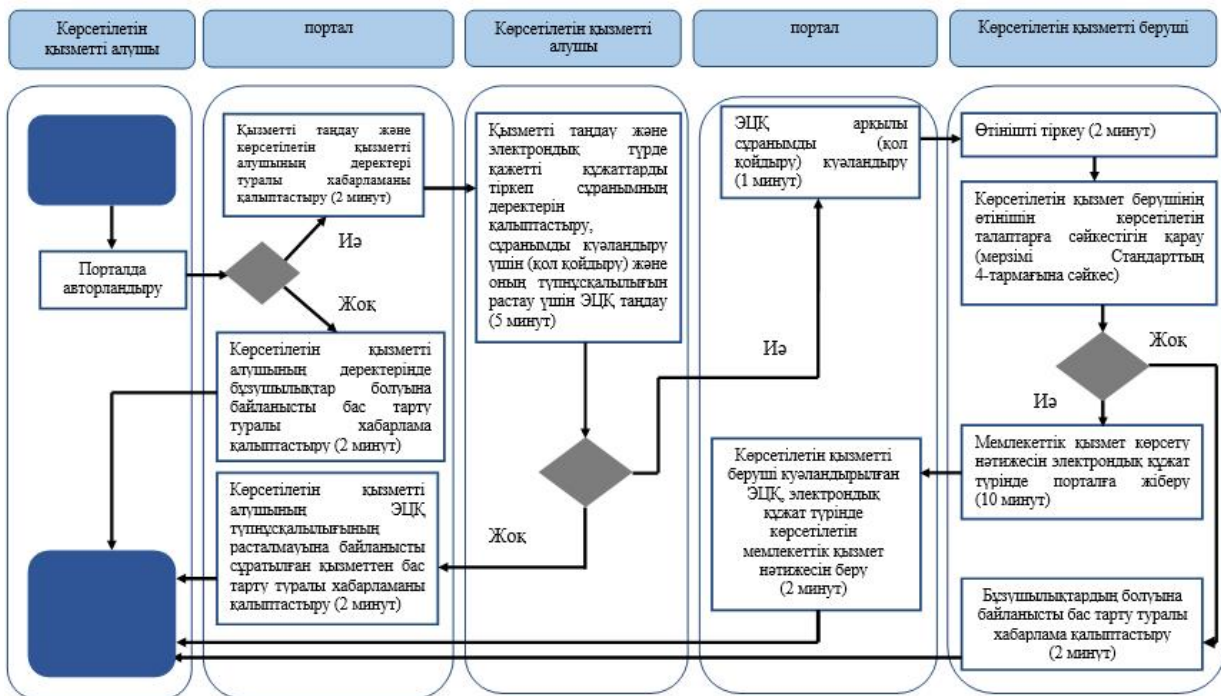 Көрсетілетін
қызметті алушы
портал
Көрсетілетін қызметті
алушы
портал
Көрсетілетін қызметті беруші
Порталда
авторландыру
Қызметті таңдау және
көрсетілетін қызметті
алушының деректері
туралы хабарламаны
қалыптастыру (2 минут)
Иә
Жоқ
Көрсетілетін қызметті
алушының деректерінде
бұзушылықтар болуына
байланысты бас тарту
туралы хабарлама
қалыптастыру (2 минут)
Көрсетілетін қызметті
алушының ЭЦҚ
түпнұсқалылығының
расталмауына байланысты
сұратылған қызметтен бас
тарту туралы хабарламаны
қалыптастыру (2 минут)
Қызметті таңдау және
электрондық түрде
қажетті құжаттарды
тіркеп сұранымның
деректерін
қалыптастыру,
сұранымды куәландыру
үшін (қол қойдыру) және
оның түпнұсқалылығын
растау үшін ЭЦҚ таңдау
(5 минут)
Иә
Жоқ
ЭЦҚ арқылы
сұранымды (қол
қойдыру) куәландыру
(1 минут)
Көрсетілетін қызметті
беруші куәландырылған
ЭЦҚ, электрондық
құжат түрінде
көрсетілетін
мемлекеттік қызмет
нәтижесін беру
(2 минут)
Өтінішті тіркеу (2 минут)
Көрсетілетін қызмет берушінің
өтінішін көрсетілетін
талаптарға сәйкестігін қарау
(мерзімі Стандарттың
4-тармағына сәйкес)
Жоқ
Иә
Мемлекеттік қызмет көрсету
нәтижесін электрондық құжат
түрінде порталға жіберу
(10 минут)
Бұзушылықтардың болуына
байланысты бас тарту туралы
хабарлама қалыптастыру
(2 минут)